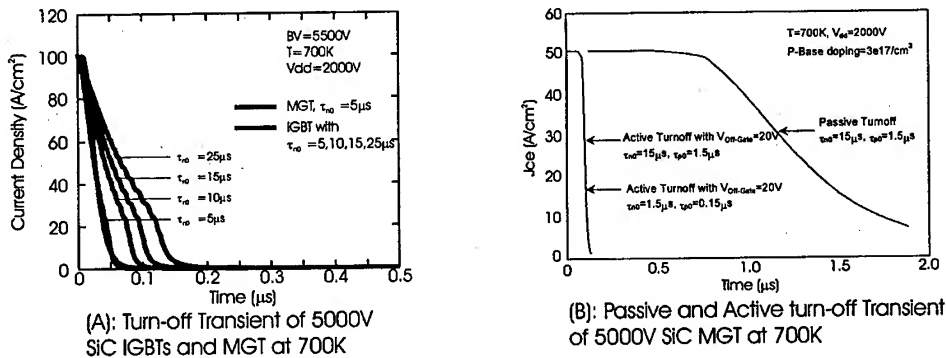 BV=5500V
T=700K
Vdd=2000V
MGT, τn0 =5μs
IGBT with
τn0 =5,10,15,25μs
τn0 =25μs
τn0 =15μs
τn0 =10μs
τn0 =5μs
120
100
80
60
40
20
0
Current Density (A/cm²)
0 0.1 0.2 0.3 0.4 0.5
Time (μs)
(A): Turn-off Transient of 5000V
SiC IGBTs and MGT at 700K
T=700K, Vdd=2000V
P-Base doping=3e17/cm³
Passive Turnoff
τn0=15μs, τp0=1.5μs
Active Turnoff with VOff-Gate=20V
τn0=15μs, τp0=1.5μs
Active Turnoff with VOff-Gate=20V
τn0=1.5μs, τp0=0.15μs
60
50
40
30
20
10
0
Jce (A/cm²)
0 0.5 1.0 1.5 2.0
Time (μs)
(B): Passive and Active turn-off Transient
of 5000V SiC MGT at 700K